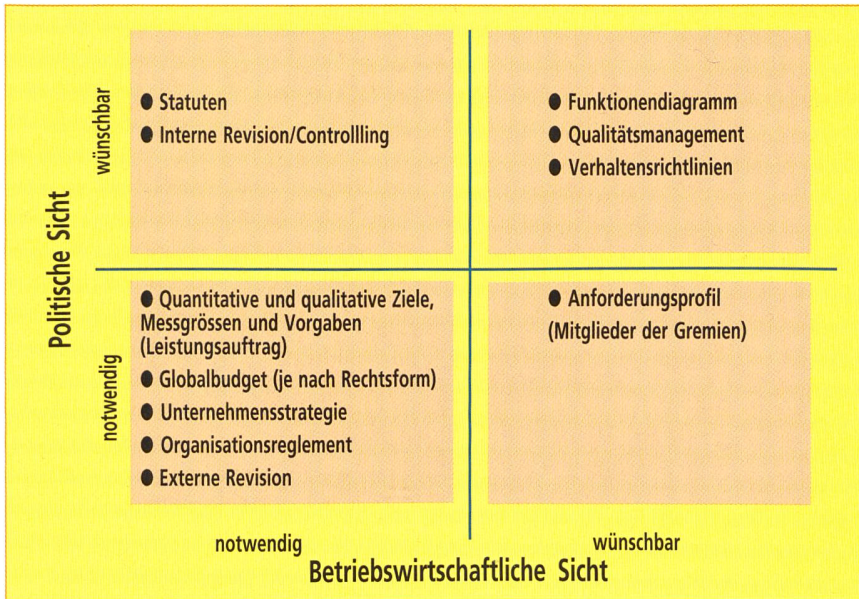 Politische Sicht
wünschbar
● Statuten
● Interne Revision/Controllling
● Funktionendiagramm
● Qualitätsmanagement
● Verhaltensrichtlinien
notwendig
● Quantitative und qualitative Ziele,
Messgrössen und Vorgaben
(Leistungsauftrag)
● Globalbudget (je nach Rechtsform)
● Unternehmensstrategie
● Organisationsreglement
● Externe Revision
● Anforderungsprofil
(Mitglieder der Gremien)
notwendig
wünschbar
Betriebswirtschaftliche Sicht